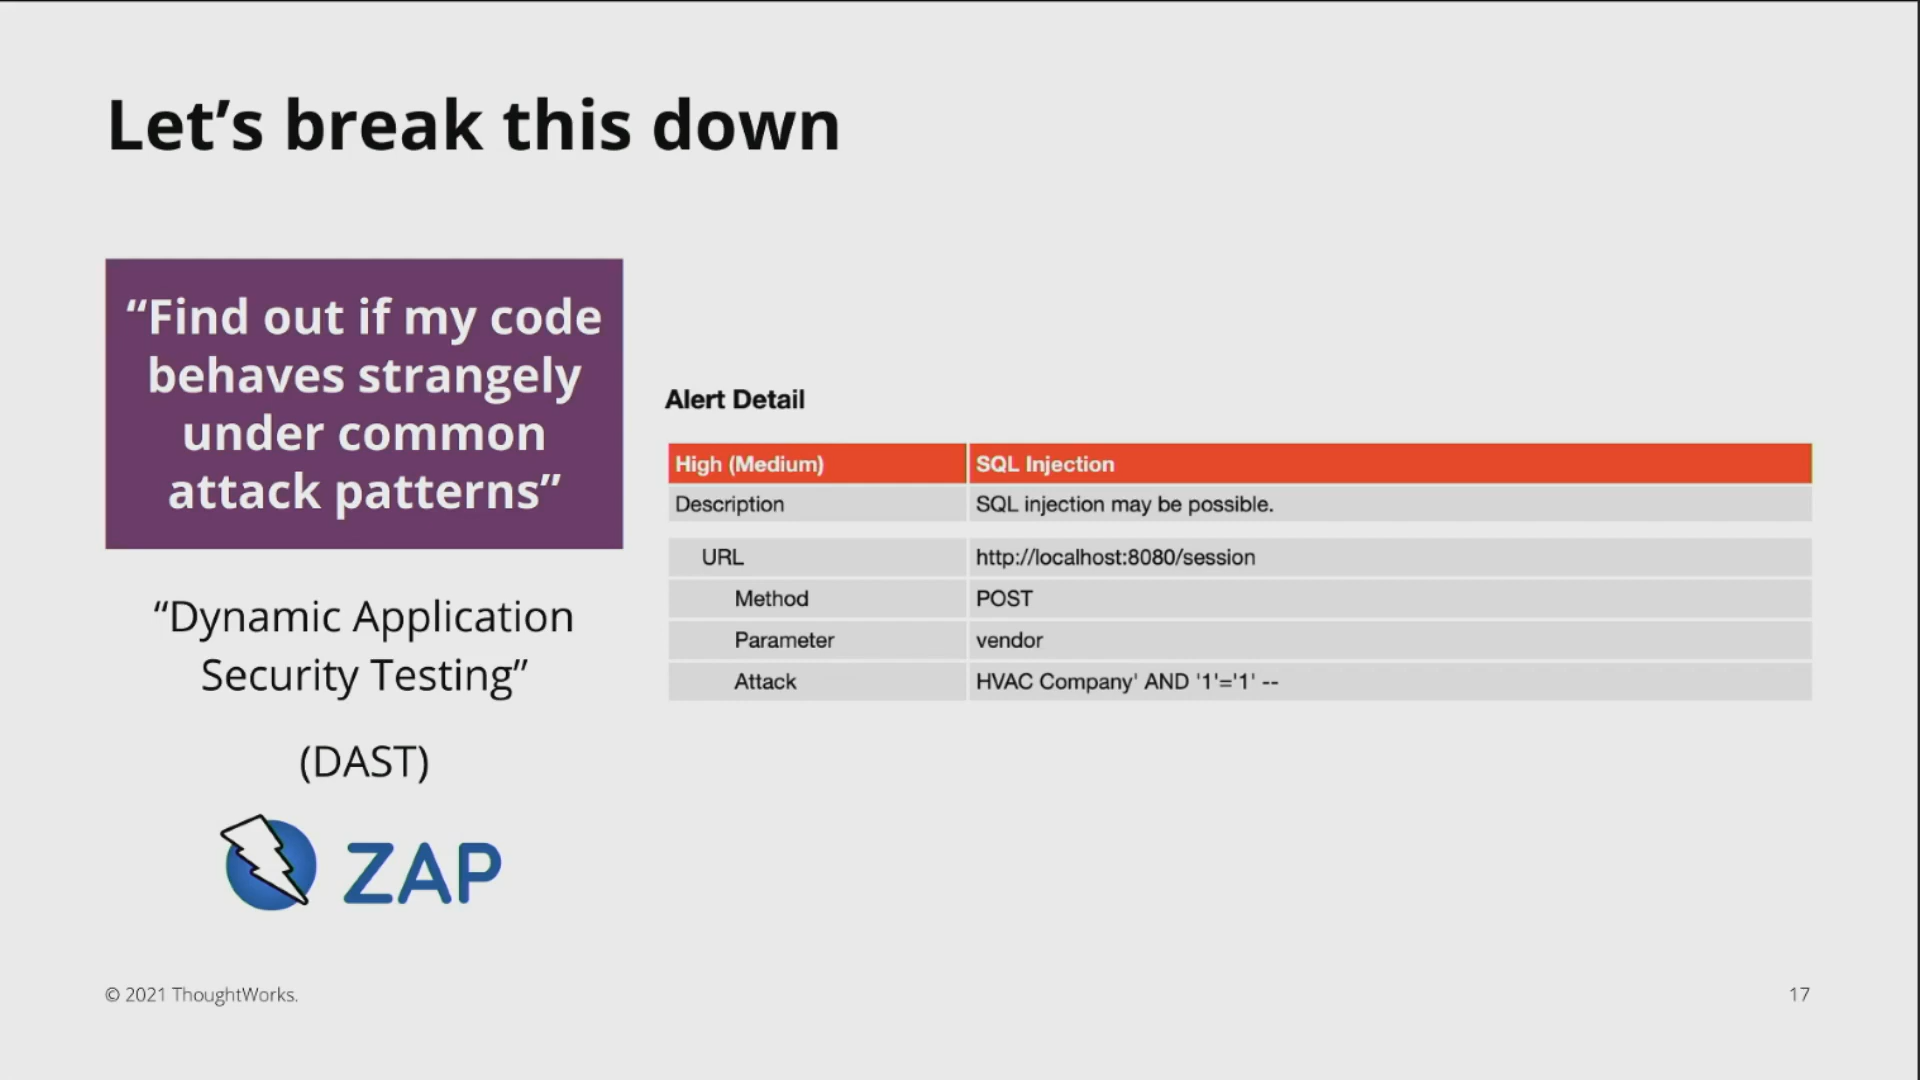 Let’s break this down
“Find out if my code
behaves strangely
under common
attack patterns”
“Dynamic Application
Security Testing”
(DAST)
ZAP
Alert Detail
High (Medium) SQL Injection
Description SQL injection may be possible.
URL http://localhost:8080/session
Method POST
Parameter vendor
Attack HVAC Company' AND '1'='1' --
© 2021 ThoughtWorks.
17